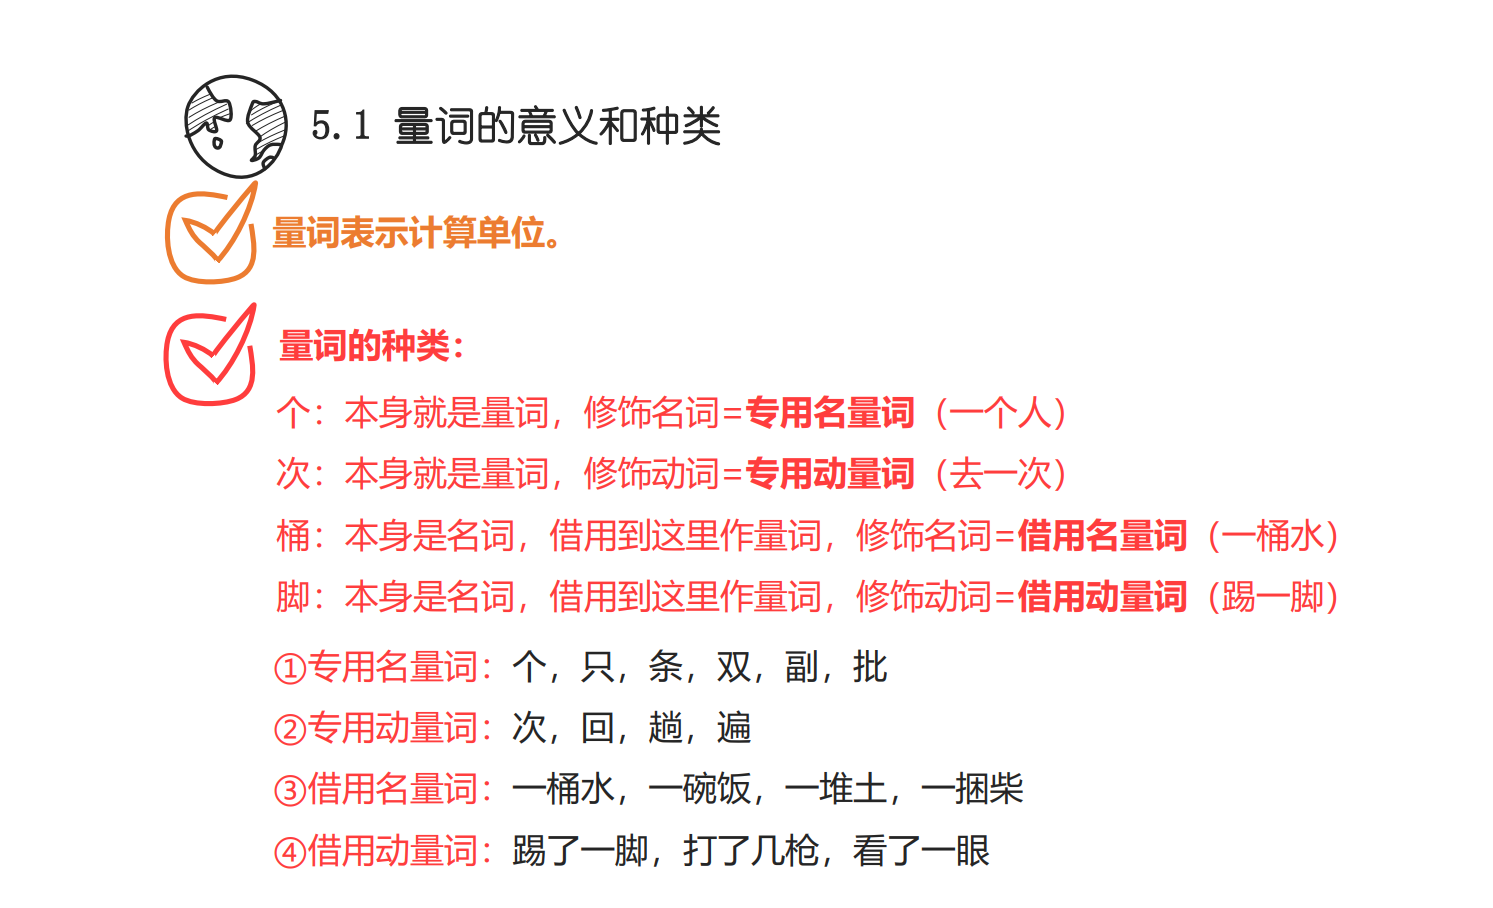 5.1 量词的意义和种类
量词表示计算单位。
量词的种类：
个：本身就是量词，修饰名词=专用名量词（一个人）
次：本身就是量词，修饰动词=专用动量词（去一次）
桶：本身是名词，借用到这里作量词，修饰名词=借用名量词（一桶水）
脚：本身是名词，借用到这里作量词，修饰动词=借用动量词（踢一脚）
①专用名量词：个，只，条，双，副，批
②专用动量词：次，回，趟，遍
③借用名量词：一桶水，一碗饭，一堆土，一捆柴
④借用动量词：踢了一脚，打了几枪，看了一眼